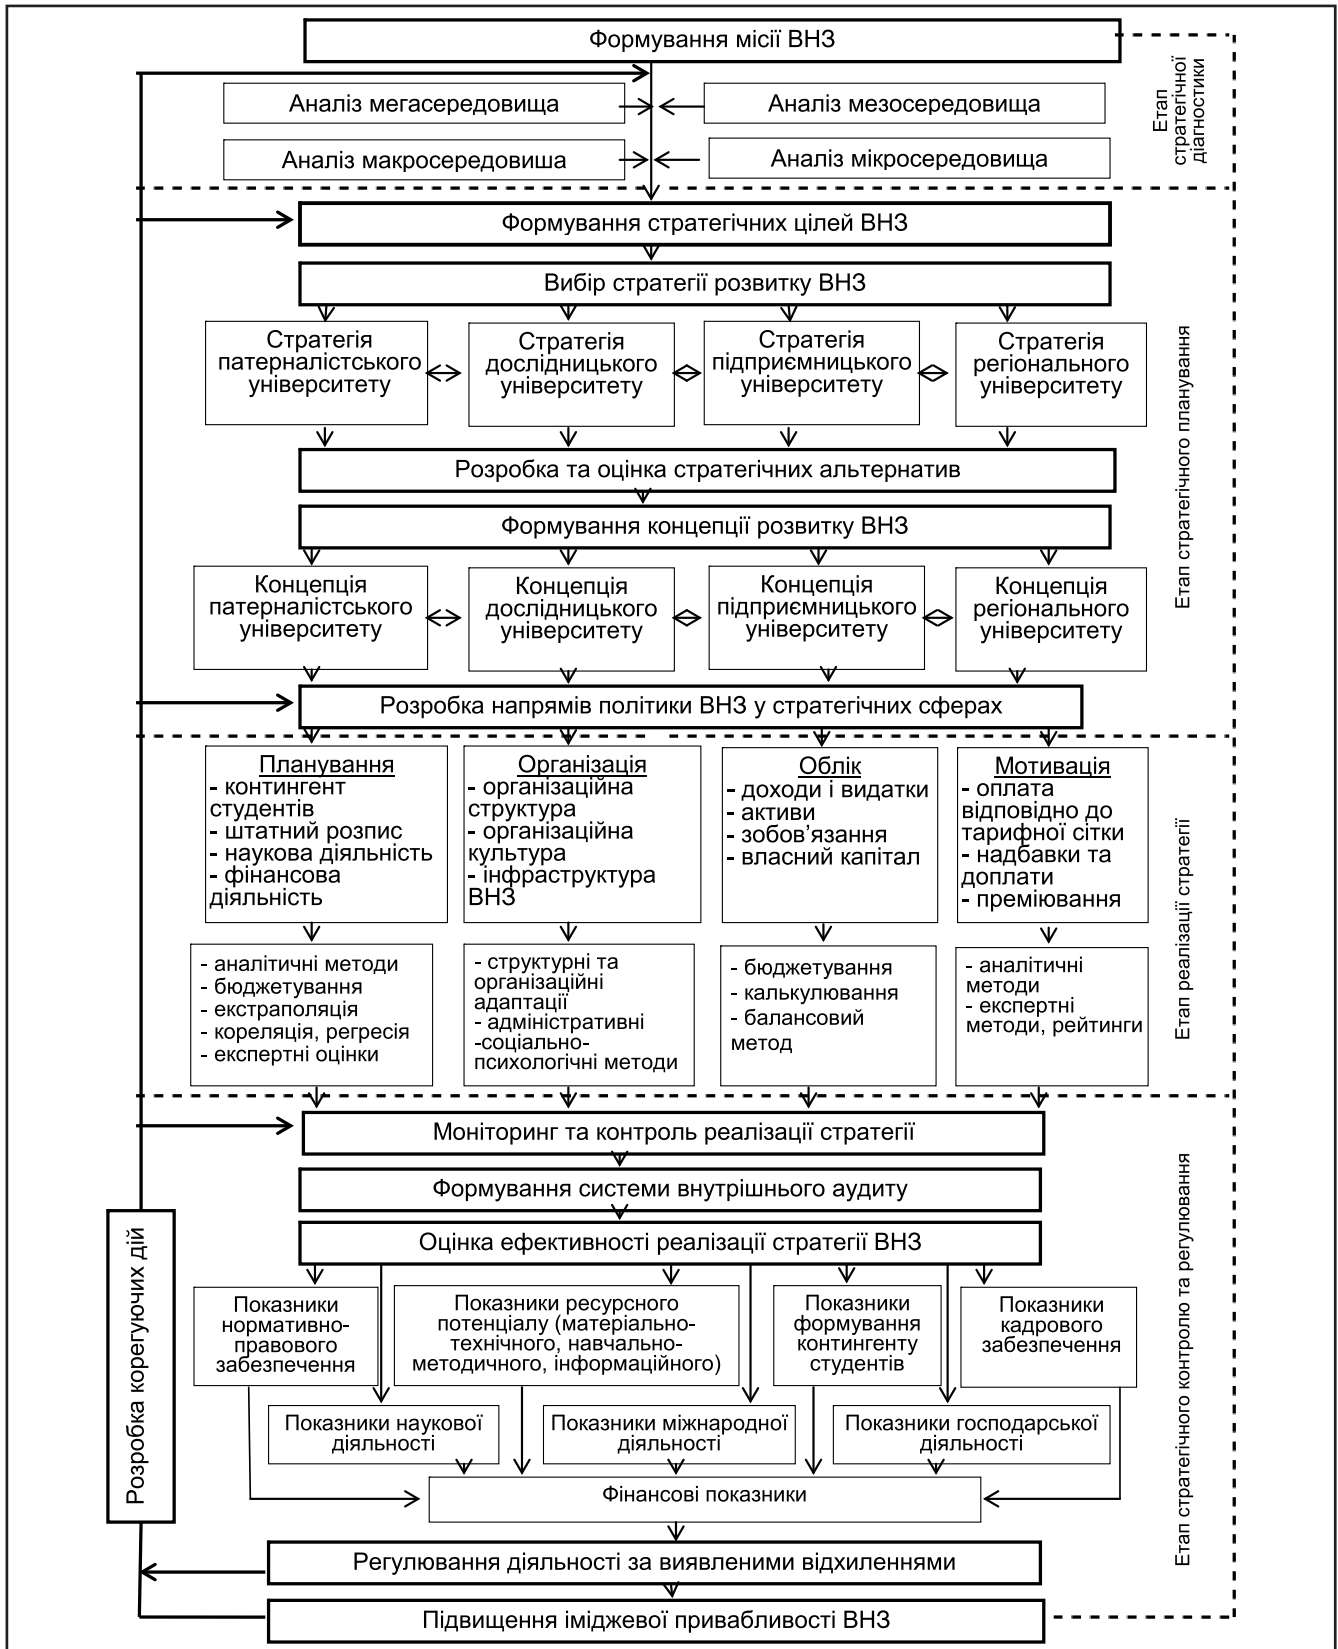 Формування місії ВНЗ
Аналіз мегасередовища
Аналіз мезосередовища
Аналіз макросередовиша
Аналіз мікросередовища
Етап
стратегічної
діагностики
Формування стратегічних цілей ВНЗ
Вибір стратегії розвитку ВНЗ
Стратегія
патерналістського
університету
Стратегія
дослідницького
університету
Стратегія
підприємницького
університету
Стратегія
регіонального
університету
Розробка та оцінка стратегічних альтернатив
Формування концепції розвитку ВНЗ
Концепція
патерналістського
університету
Концепція
дослідницького
університету
Концепція
підприємницького
університету
Концепція
регіонального
університету
Розробка напрямів політики ВНЗ у стратегічних сферах
Етап стратегічного планування
Планування
- контингент
студентів
- штатний розпис
- наукова діяльність
- фінансова
діяльність
Організація
- організаційна
структура
- організаційна
культура
- інфраструктура
ВНЗ
Облік
- доходи і видатки
- активи
- зобов’язання
- власний капітал
Мотивація
- оплата
відповідно до
тарифної сітки
- надбавки та
доплати
- преміювання
- аналітичні методи
- бюджетування
- екстраполяція
- кореляція, регресія
- експертні оцінки
- структурні та
організаційні
адаптації
- адміністративні
-соціально-
психологічні методи
- бюджетування
- калькулювання
- балансовий
метод
- аналітичні
методи
- експертні
методи, рейтинги
Етап реалізації стратегії
Моніторинг та контроль реалізації стратегії
Формування системи внутрішнього аудиту
Оцінка ефективності реалізації стратегії ВНЗ
Показники
нормативно-
правового
забезпечення
Показники ресурсного
потенціалу (матеріально-
технічного, навчально-
методичного, інформаційного)
Показники
формування
контингенту
студентів
Показники
кадрового
забезпечення
Показники наукової
діяльності
Показники міжнародної
діяльності
Показники господарської
діяльності
Фінансові показники
Регулювання діяльності за виявленими відхиленнями
Підвищення іміджевої привабливості ВНЗ
Розробка корегуючих дій
Етап стратегічного контролю та регулювання